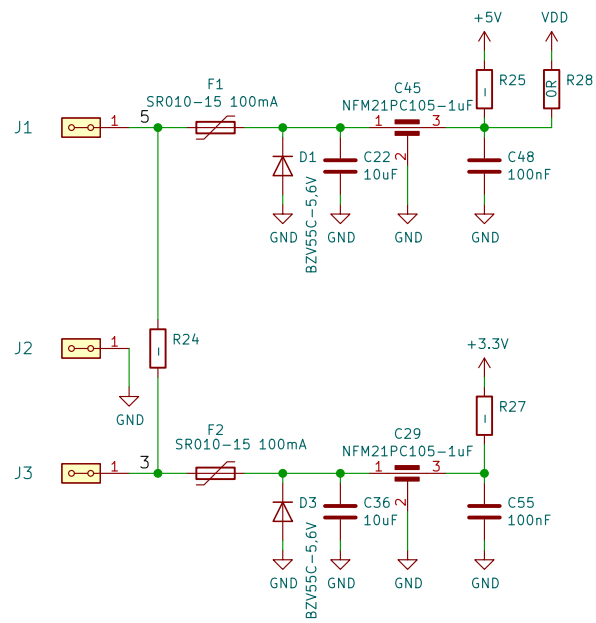 +5V
VDD
F1
SR010-15 100mA
C45
NFM21PC105-1uF
R25
-
0R
R28
J1
1
5
1
3
2
D1
BZV55C-5,6V
C22
10uF
C48
100nF
GND
GND
GND
GND
R24
-
J2
1
GND
+3.3V
R27
-
F2
SR010-15 100mA
C29
NFM21PC105-1uF
J3
1
3
1
3
2
D3
BZV55C-5,6V
C36
10uF
C55
100nF
GND
GND
GND
GND